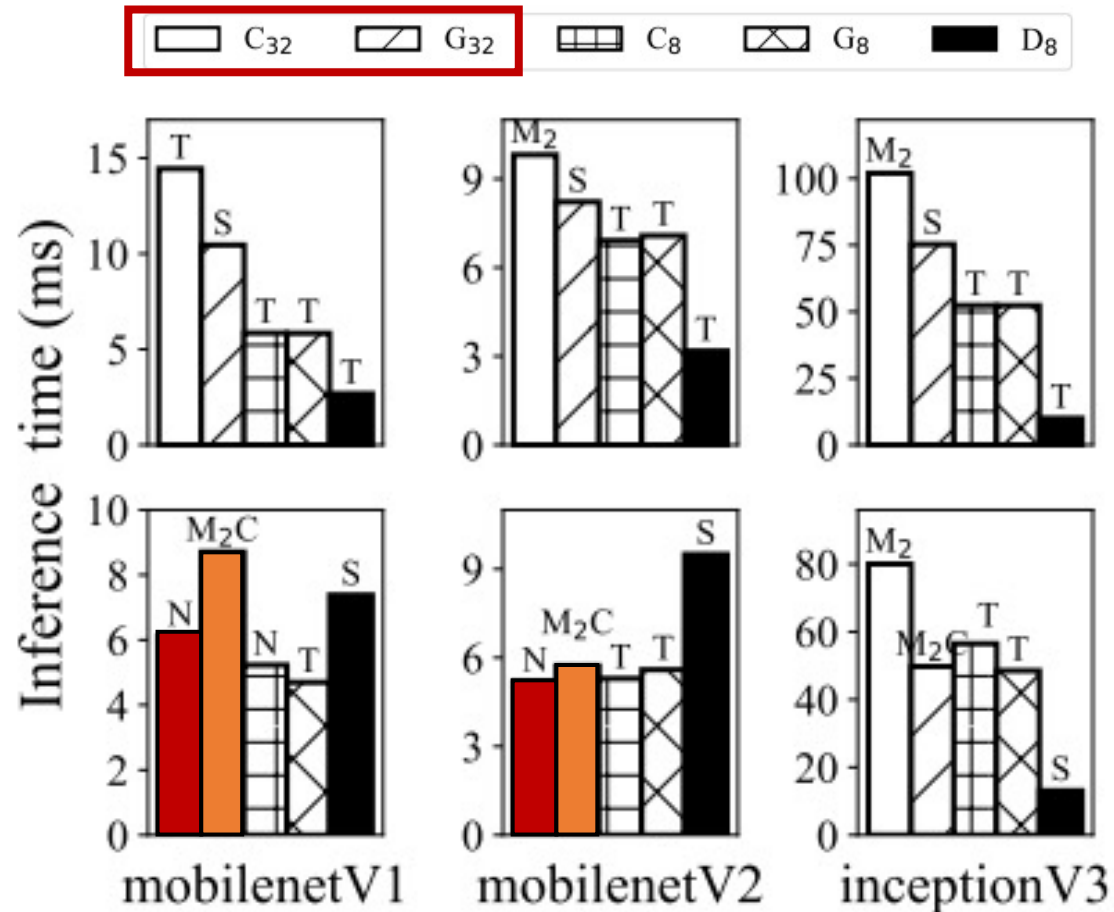 C₃₂ G₃₂ C₈ G₈ D₈
Inference time (ms)
15
10
5
0
T
S
T T
T
9
6
3
0
M₂
S
T T
T
100
75
50
25
0
M₂
S
T T
T
10
8
6
4
2
0
N
M₂C
N
T
S
mobilenetV1
9
6
3
0
N
M₂C
T
T
S
mobilenetV2
80
60
40
20
0
M₂
M₂C
T
T
S
inceptionV3